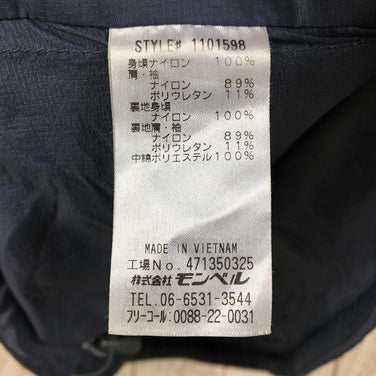 STYLE# 1101598
身頃ナイロン 100%
肩・袖
ナイロン 89%
ポリウレタン 11%
裏地身頃
ナイロン 100%
裏地肩・袖
ナイロン 89%
ポリウレタン 11%
中綿ポリエステル 100%
MADE IN VIETNAM
工場No. 471350325
株式会社 モンベル
TEL. 06-6531-3544
フリーコール:0088-22-0031